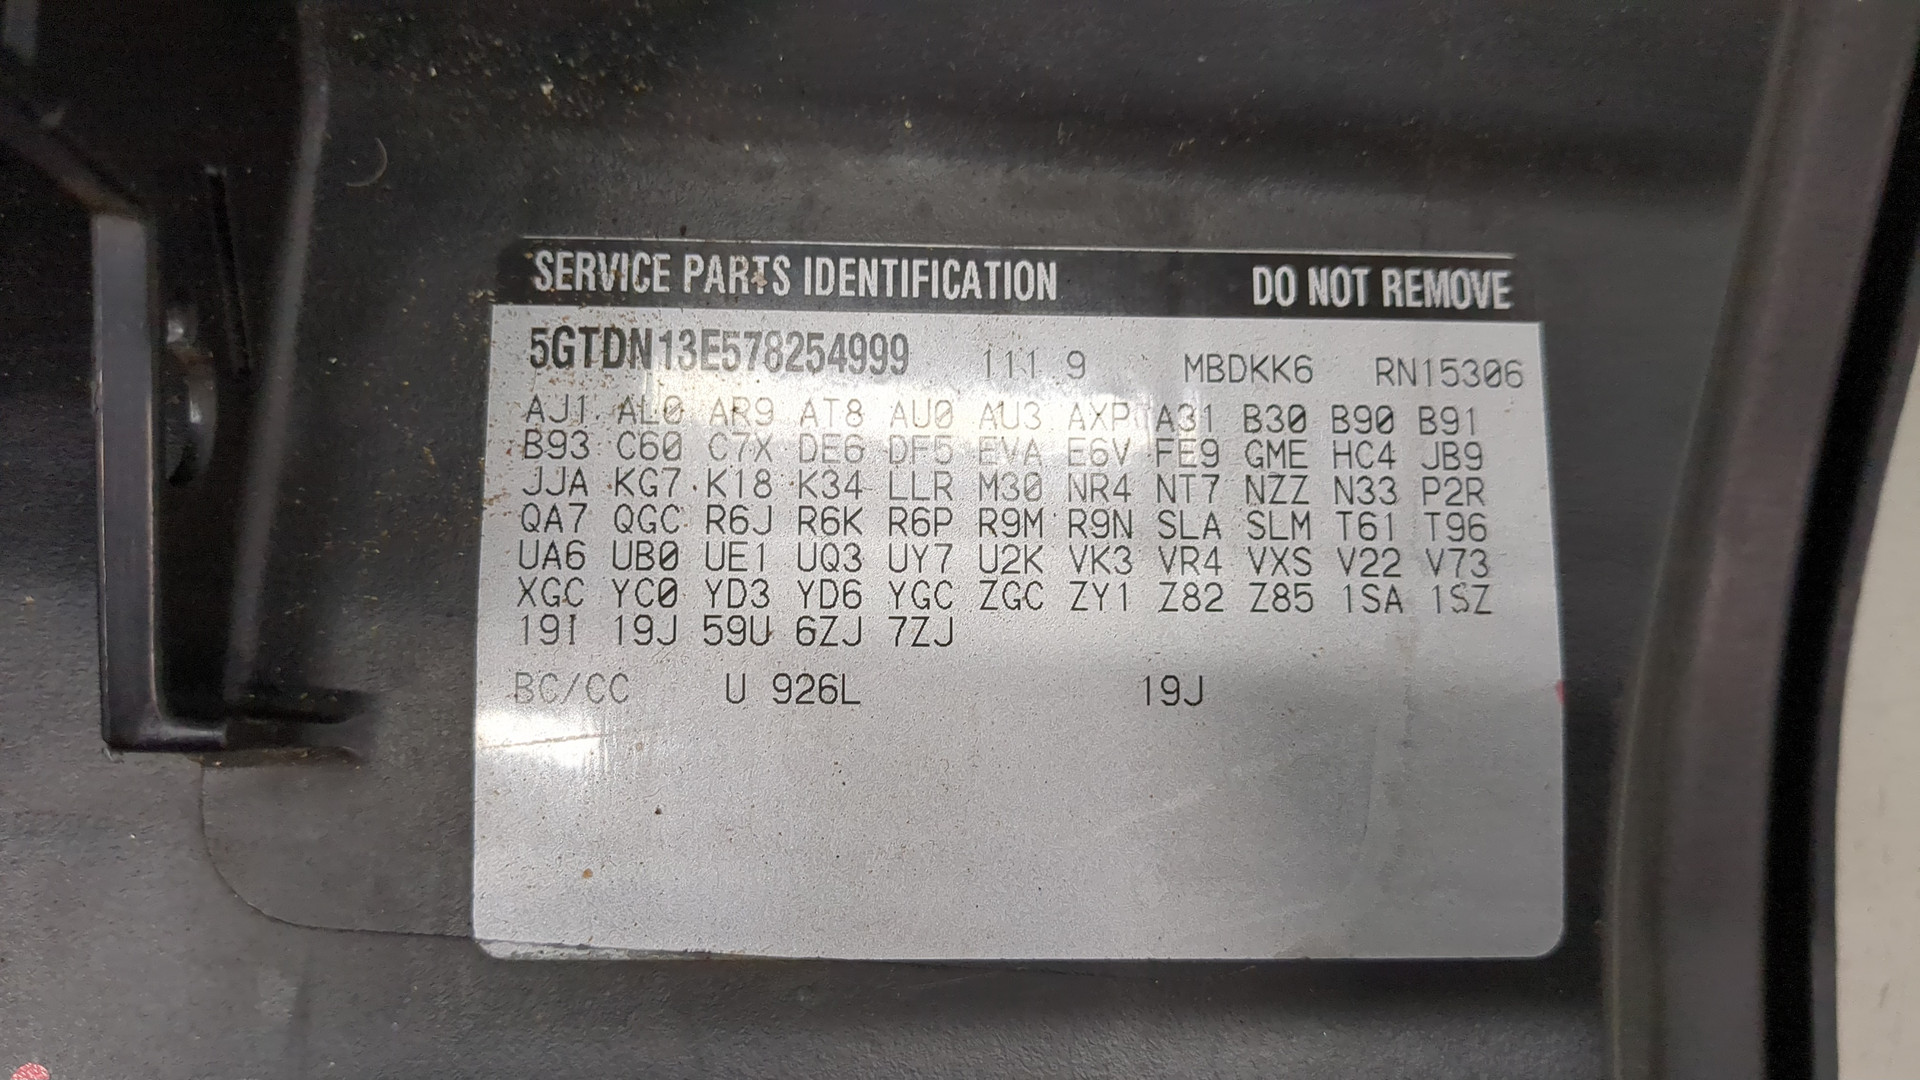 SERVICE PARTS IDENTIFICATION DO NOT REMOVE
5GTDN13E578254999 111 9 MBDKK6 RN15306
AJ1 AL0 AR9 AT8 AU0 AU3 AXP A31 B30 B90 B91
B93 C60 C7X DE6 DF5 EVA E6V FE9 GME HC4 JB9
JJA KG7 K18 K34 LLR M30 NR4 NT7 NZZ N33 P2R
QA7 QGC R6J R6K R6P R9M R9N SLA SLM T61 T96
UA6 UB0 UE1 UQ3 UY7 U2K VK3 VR4 VXS V22 V73
XGC YC0 YD3 YD6 YGC ZGC ZY1 Z82 Z85 1SA 1SZ
19I 19J 59U 6ZJ 7ZJ
BC/CC U 926L 19J